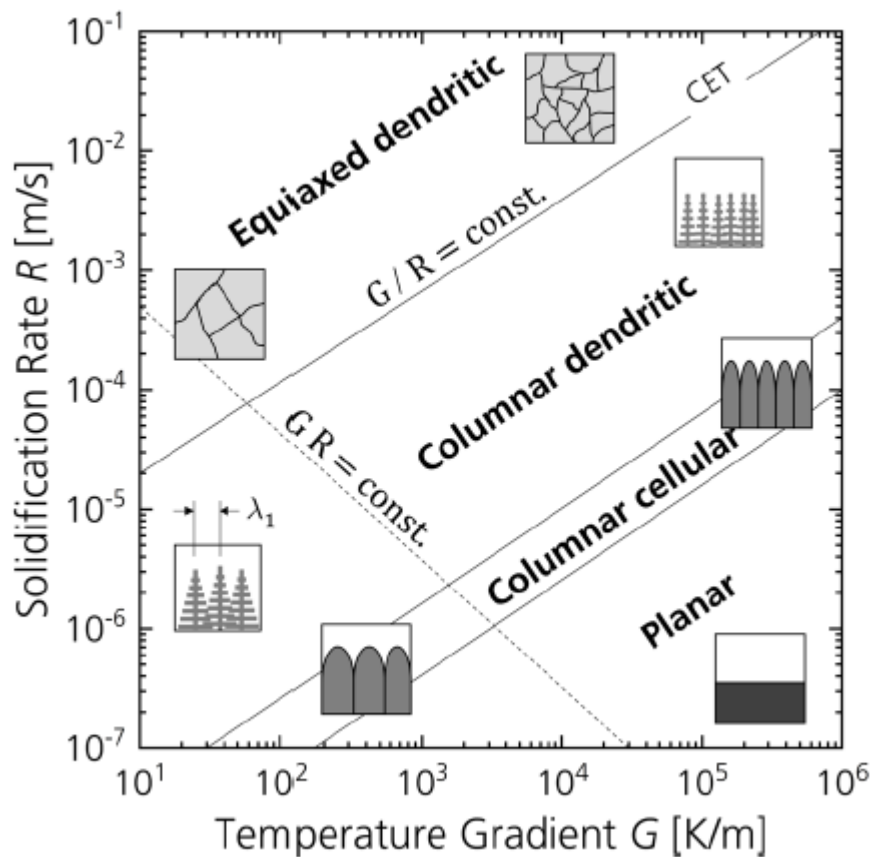 10⁻¹
10⁻²
10⁻³
10⁻⁴
10⁻⁵
10⁻⁶
10⁻⁷
Solidification Rate R [m/s]
Equiaxed dendritic
CET
G / R = const.
Columnar dendritic
G R = const.
λ₁
Columnar cellular
Planar
10¹
10²
10³
10⁴
10⁵
10⁶
Temperature Gradient G [K/m]